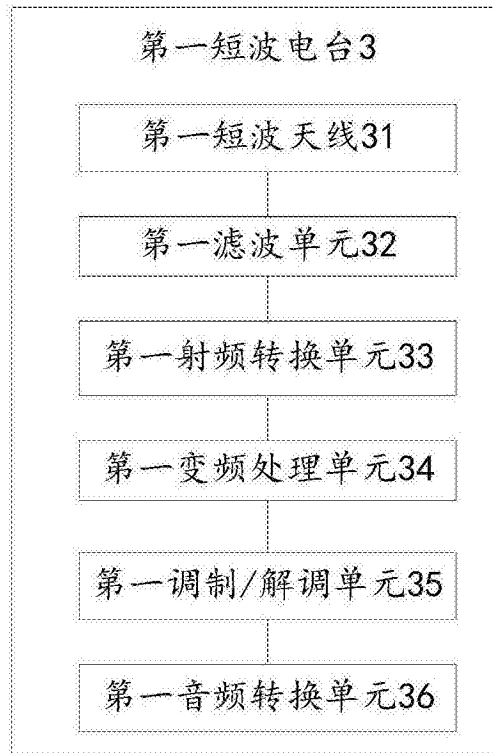 第一短波电台3
第一短波天线31
第一滤波单元32
第一射频转换单元33
第一变频处理单元34
第一调制/解调单元35
第一音频转换单元36